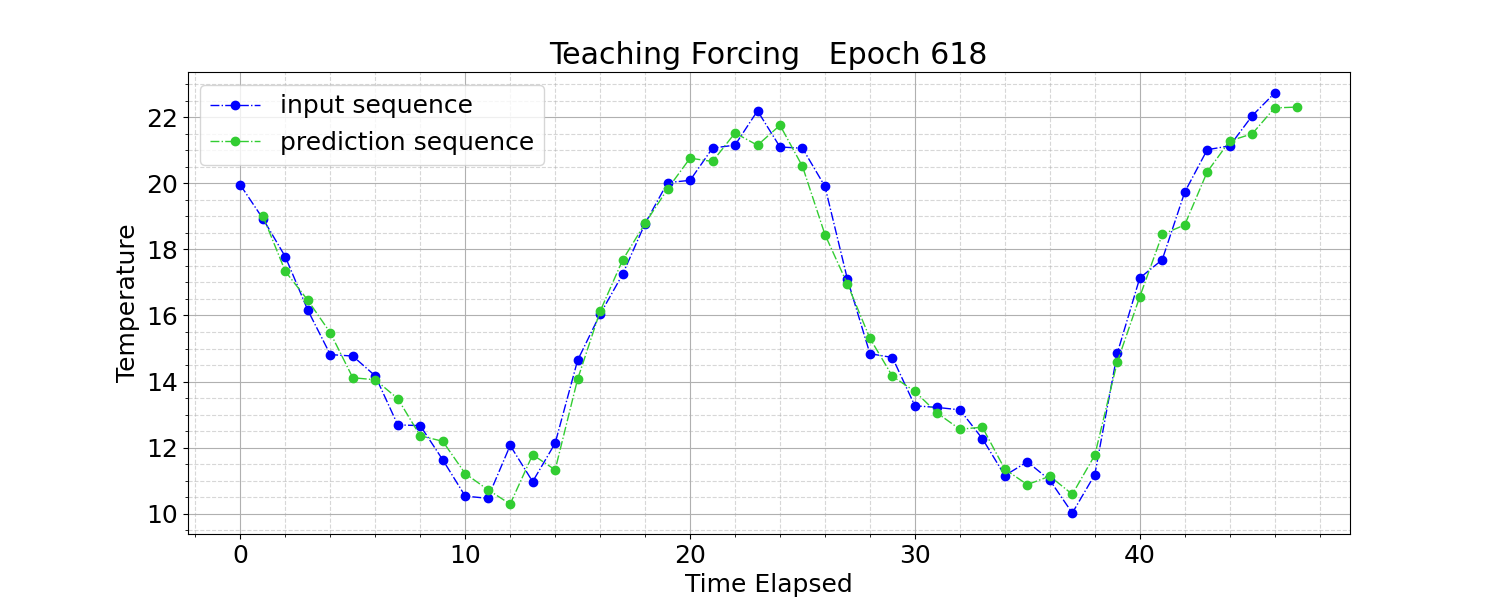 Teaching Forcing   Epoch 618
input sequence
prediction sequence
Temperature
22
20
18
16
14
12
10
0 10 20 30 40
Time Elapsed